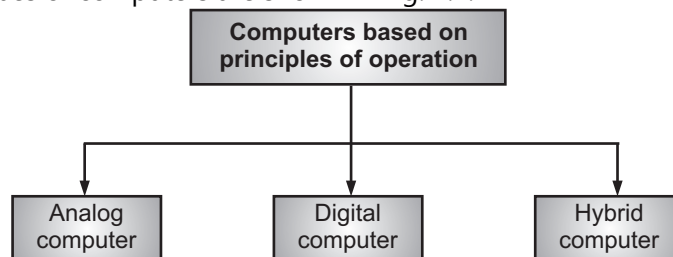 Computers based on
principles of operation
Analog
computer
Digital
computer
Hybrid
computer